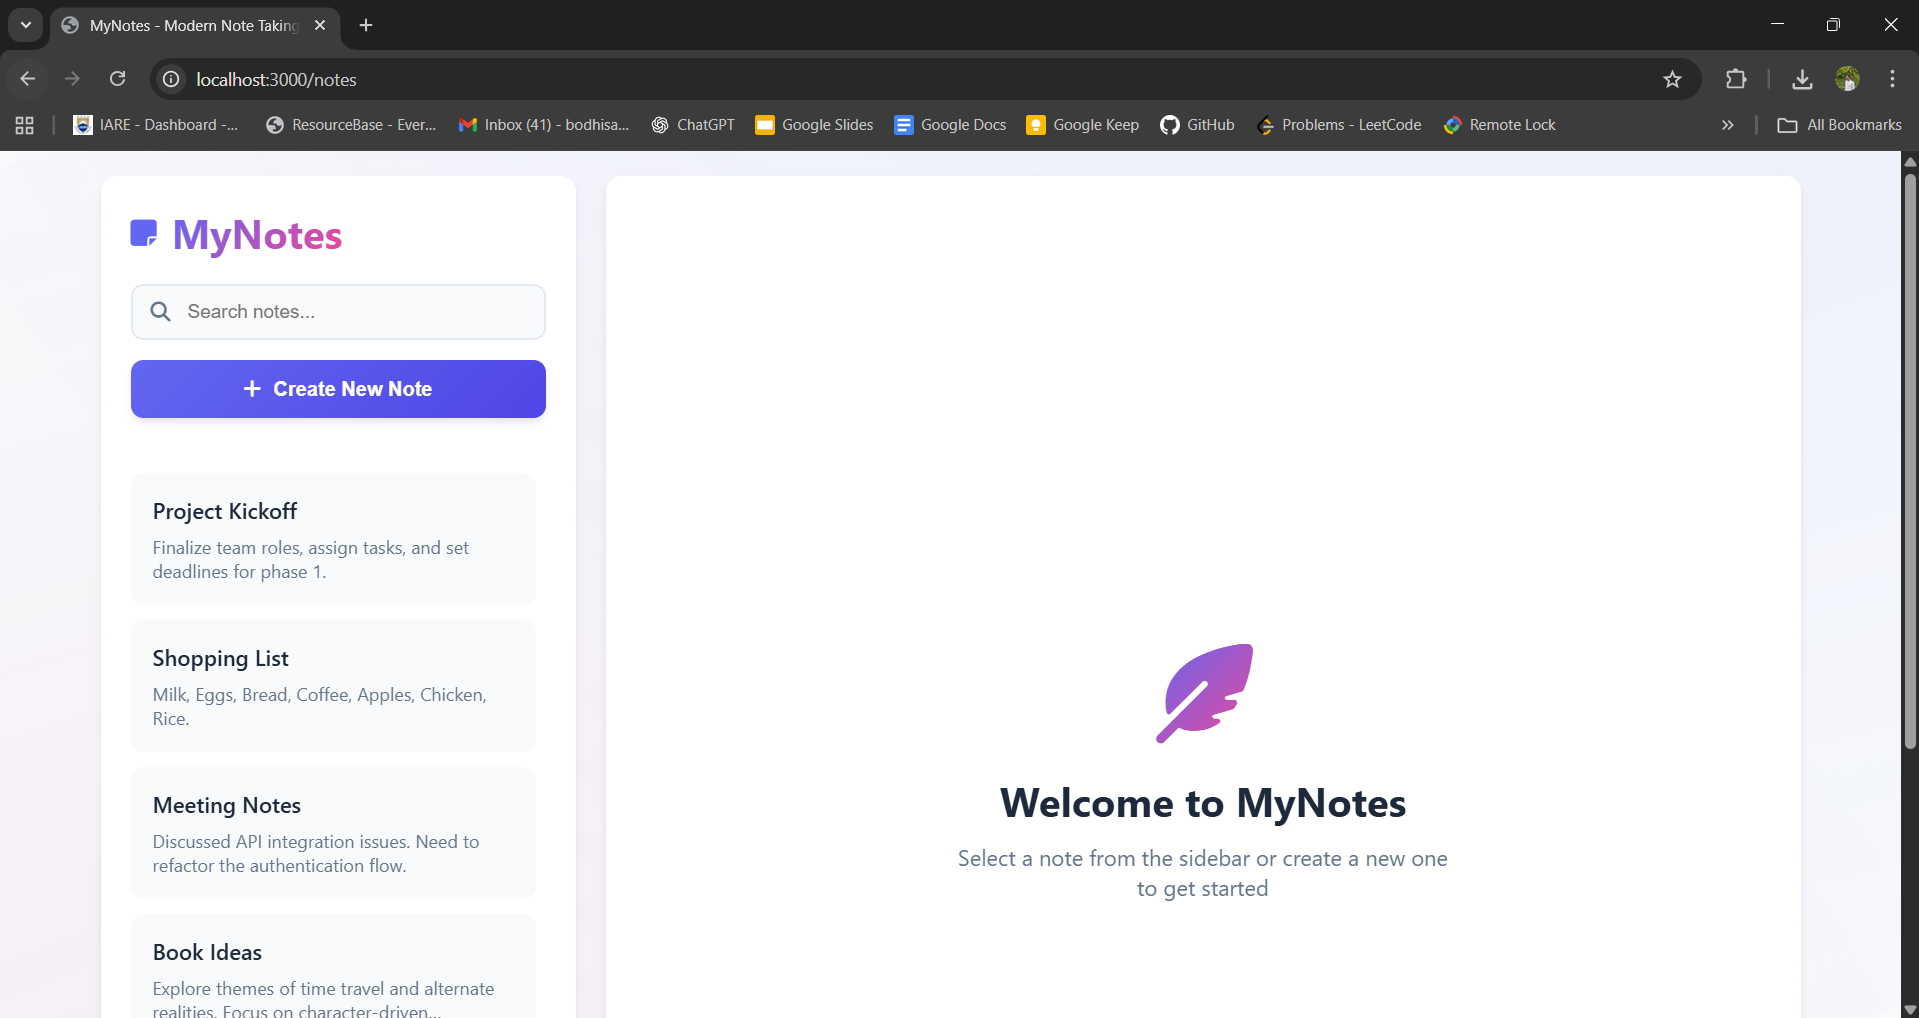 MyNotes - Modern Note Taking
localhost:3000/notes
IARE - Dashboard -...
ResourceBase - Ever...
Inbox (41) - bodhisa...
ChatGPT
Google Slides
Google Docs
Google Keep
GitHub
Problems - LeetCode
Remote Lock
All Bookmarks
MyNotes
Search notes...
Create New Note
Project Kickoff
Finalize team roles, assign tasks, and set
deadlines for phase 1.
Shopping List
Milk, Eggs, Bread, Coffee, Apples, Chicken,
Rice.
Meeting Notes
Discussed API integration issues. Need to
refactor the authentication flow.
Book Ideas
Explore themes of time travel and alternate
realities. Focus on character-driven...
Welcome to MyNotes
Select a note from the sidebar or create a new one
to get started